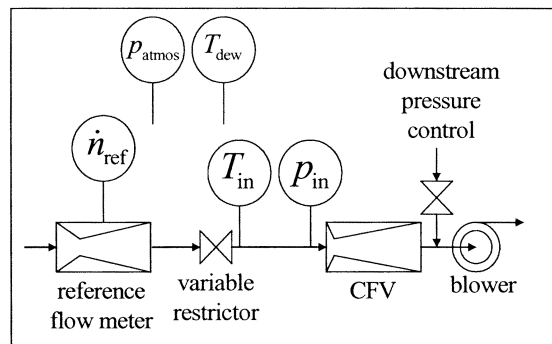 p_atmos
T_dew
downstream
pressure
control
ṅ_ref
T_in
p_in
reference
flow meter
variable
restrictor
CFV
blower